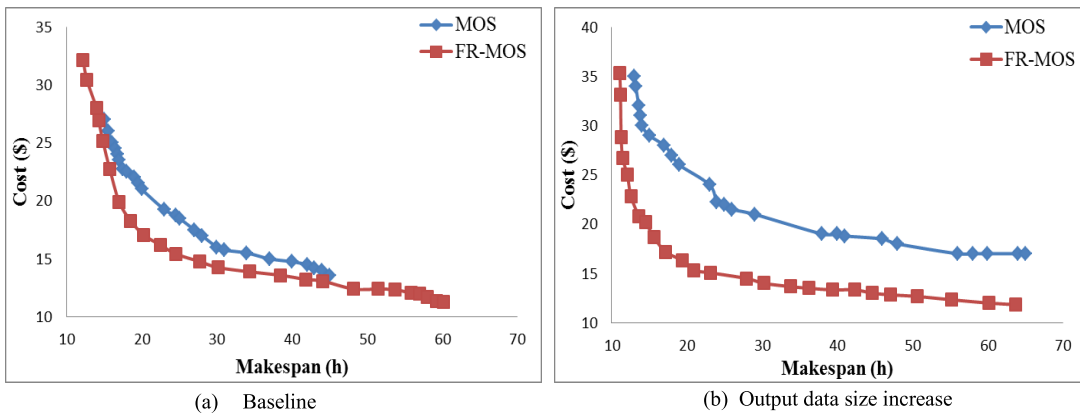 35
30
25
20
15
10
Cost ($)
10 20 30 40 50 60 70
Makespan (h)
MOS
FR-MOS
(a) Baseline
40
35
30
25
20
15
10
Cost ($)
10 20 30 40 50 60 70
Makespan (h)
MOS
FR-MOS
(b) Output data size increase